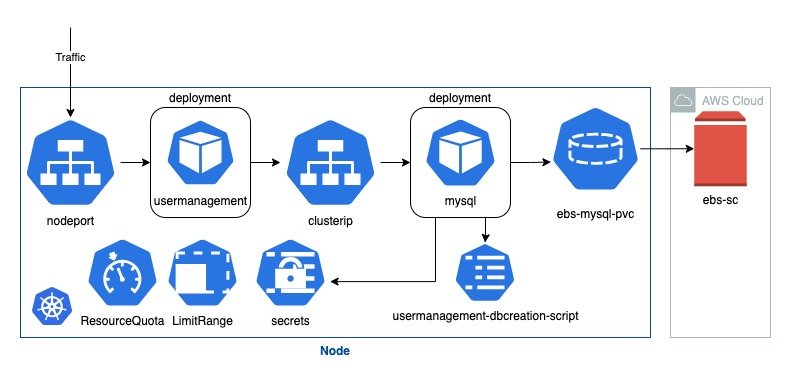 Traffic
deployment
deployment
AWS Cloud
usermanagement
mysql
ebs-sc
nodeport
clusterip
ebs-mysql-pvc
ResourceQuota
LimitRange
secrets
usermanagement-dbcreation-script
Node